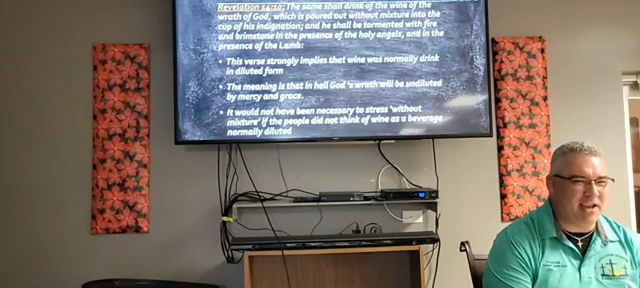 Revelation 14:10; The same shall drink of the wine of the
wrath of God, which is poured out without mixture into the
cup of his indignation; and he shall be tormented with fire
and brimstone in the presence of the holy angels, and in the
presence of the Lamb:
• This verse strongly implies that wine was normally drink
in diluted form
• The meaning is that in hell God 's wrath will be undiluted
by mercy and grace.
• It would not have been necessary to stress 'without
mixture' if the people did not think of wine as a beverage
normally diluted